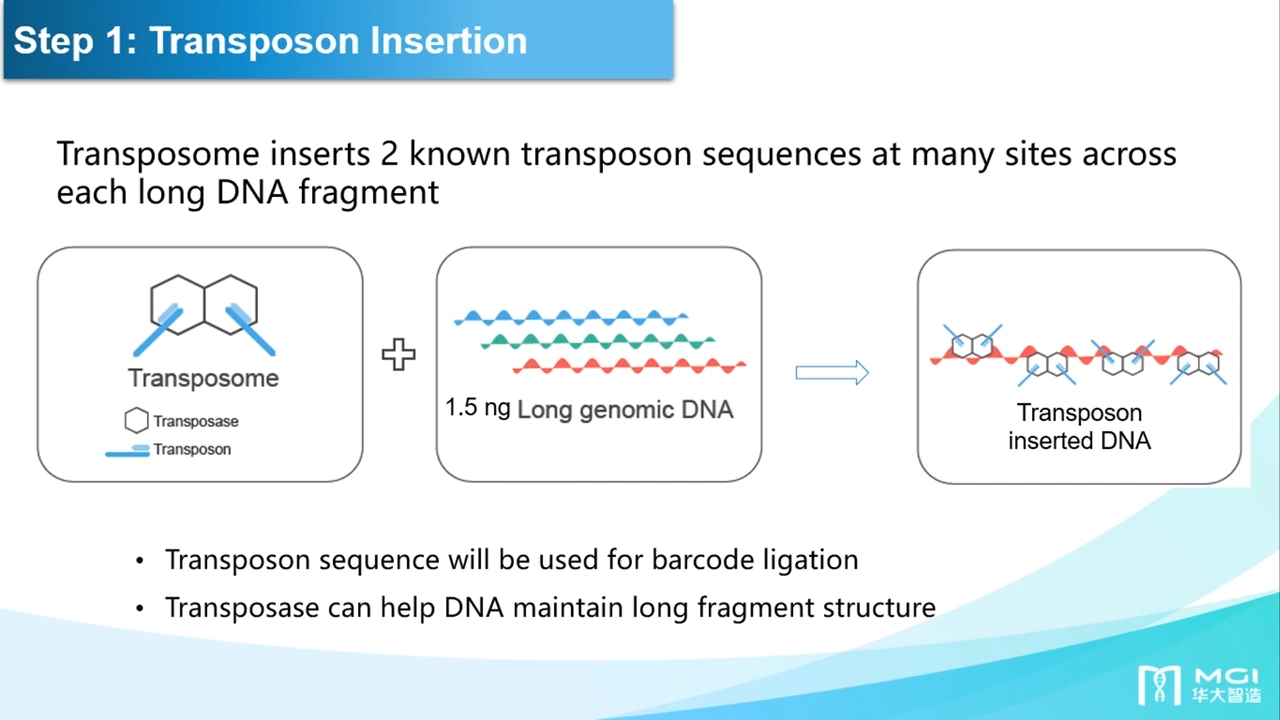 Step 1: Transposon Insertion
Transposome inserts 2 known transposon sequences at many sites across
each long DNA fragment
Transposome
Transposase
Transposon
1.5 ng Long genomic DNA
Transposon
inserted DNA
• Transposon sequence will be used for barcode ligation
• Transposase can help DNA maintain long fragment structure
MGI
华大智造